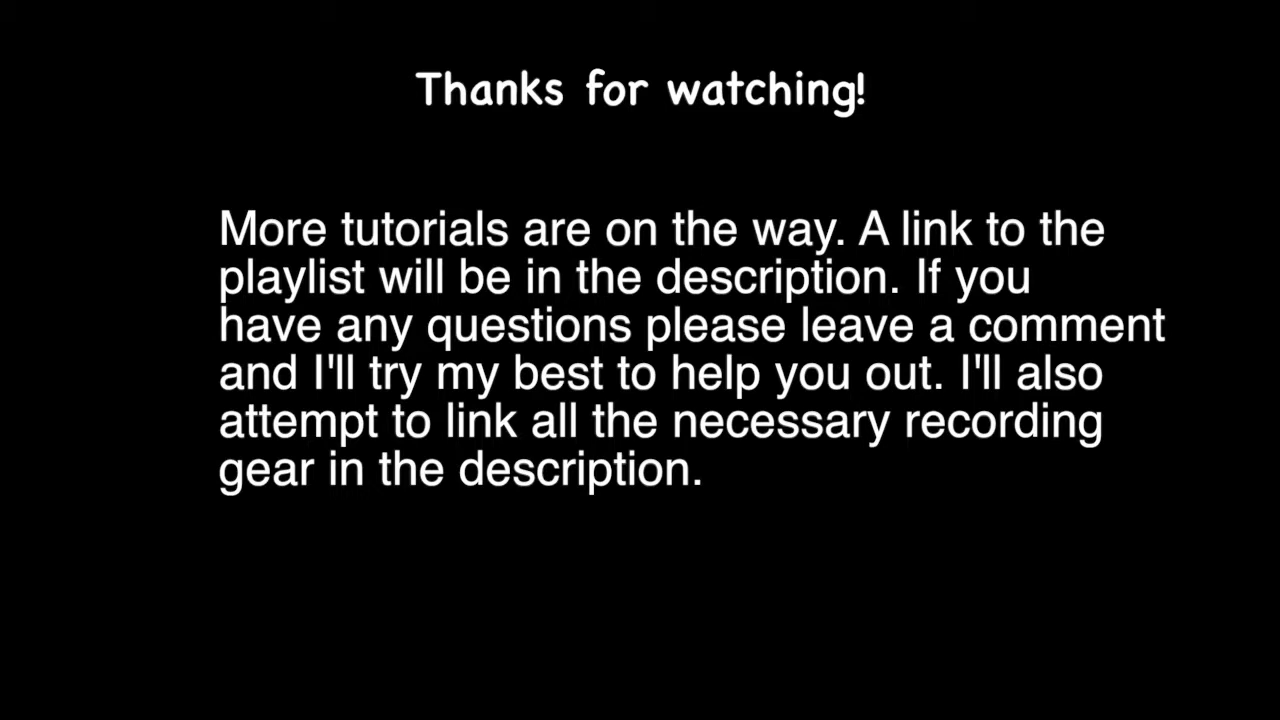 Thanks for watching!
More tutorials are on the way. A link to the
playlist will be in the description. If you
have any questions please leave a comment
and I'll try my best to help you out. I'll also
attempt to link all the necessary recording
gear in the description.